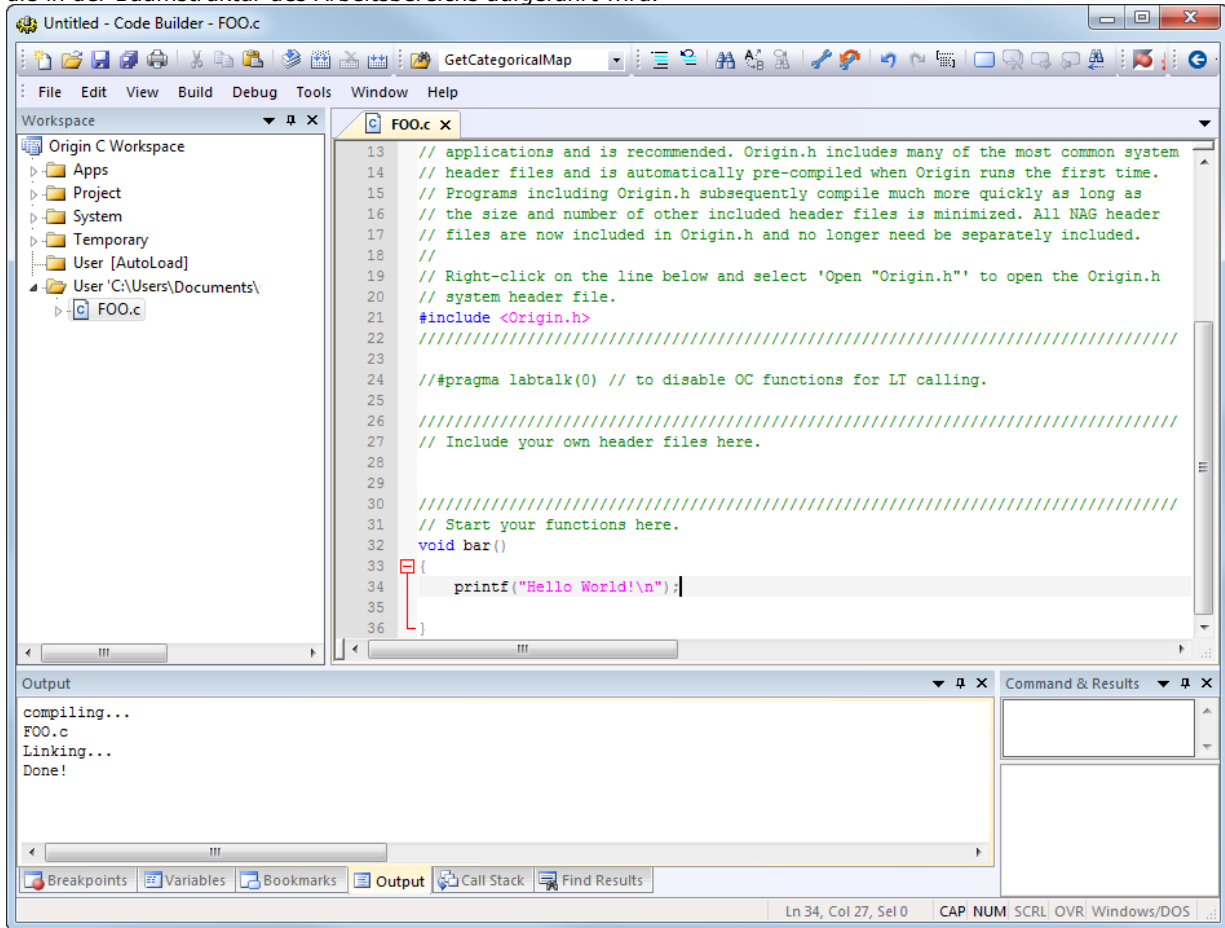 die in der Baumstruktur des Arbeitsbereichs aufgeführt wird.
Untitled - Code Builder - FOO.c
GetCategoricalMap
File Edit View Build Debug Tools Window Help
Workspace
FOO.c
Origin C Workspace
Apps
Project
System
Temporary
User [AutoLoad]
User 'C:\Users\Documents\
FOO.c
13 // applications and is recommended. Origin.h includes many of the most common system
14 // header files and is automatically pre-compiled when Origin runs the first time.
15 // Programs including Origin.h subsequently compile much more quickly as long as
16 // the size and number of other included header files is minimized. All NAG header
17 // files are now included in Origin.h and no longer need be separately included.
18 //
19 // Right-click on the line below and select 'Open "Origin.h"' to open the Origin.h
20 // system header file.
21 #include <Origin.h>
22 ////////////////////////////////////////////////////////////////////////////////////
23
24 //#pragma labtalk(0) // to disable OC functions for LT calling.
25
26 ////////////////////////////////////////////////////////////////////////////////////
27 // Include your own header files here.
28
29
30 ////////////////////////////////////////////////////////////////////////////////////
31 // Start your functions here.
32 void bar()
33 {
34 printf("Hello World!\n");
35
36 }
Output
compiling...
FOO.c
Linking...
Done!
Command & Results
Breakpoints Variables Bookmarks Output Call Stack Find Results
Ln 34, Col 27, Sel 0 CAP NUM SCRL OVR Windows/DOS